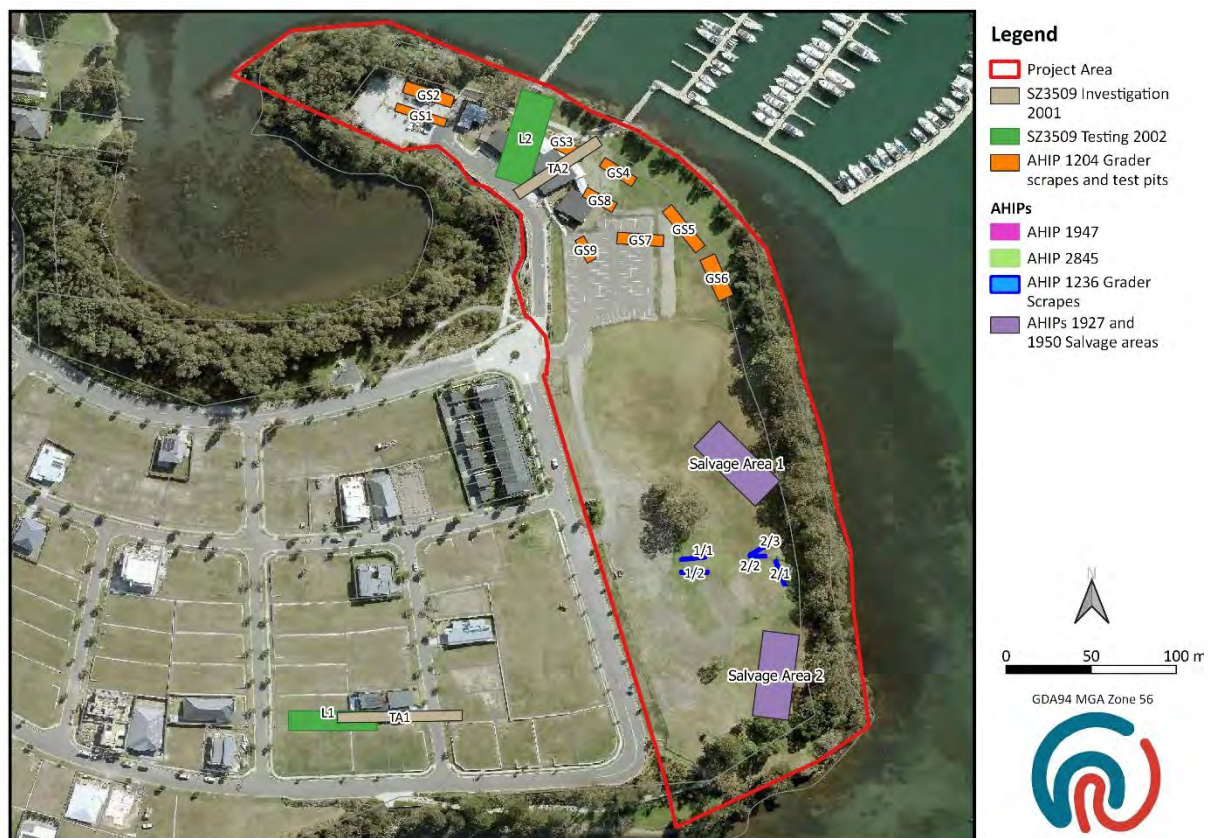 Legend
Project Area
SZ3509 Investigation
2001
SZ3509 Testing 2002
AHIP 1204 Grader
scrapes and test pits
AHIPs
AHIP 1947
AHIP 2845
AHIP 1236 Grader
Scrapes
AHIPs 1927 and
1950 Salvage areas
N
0 50 100 m
GDA94 MGA Zone 56
GS2
GS1
L2
GS3
TA2
GS4
GS8
GS5
GS7
GS9
GS6
Salvage Area 1
2/3
1/1
2/2
1/2
2/1
Salvage Area 2
L1
TA1